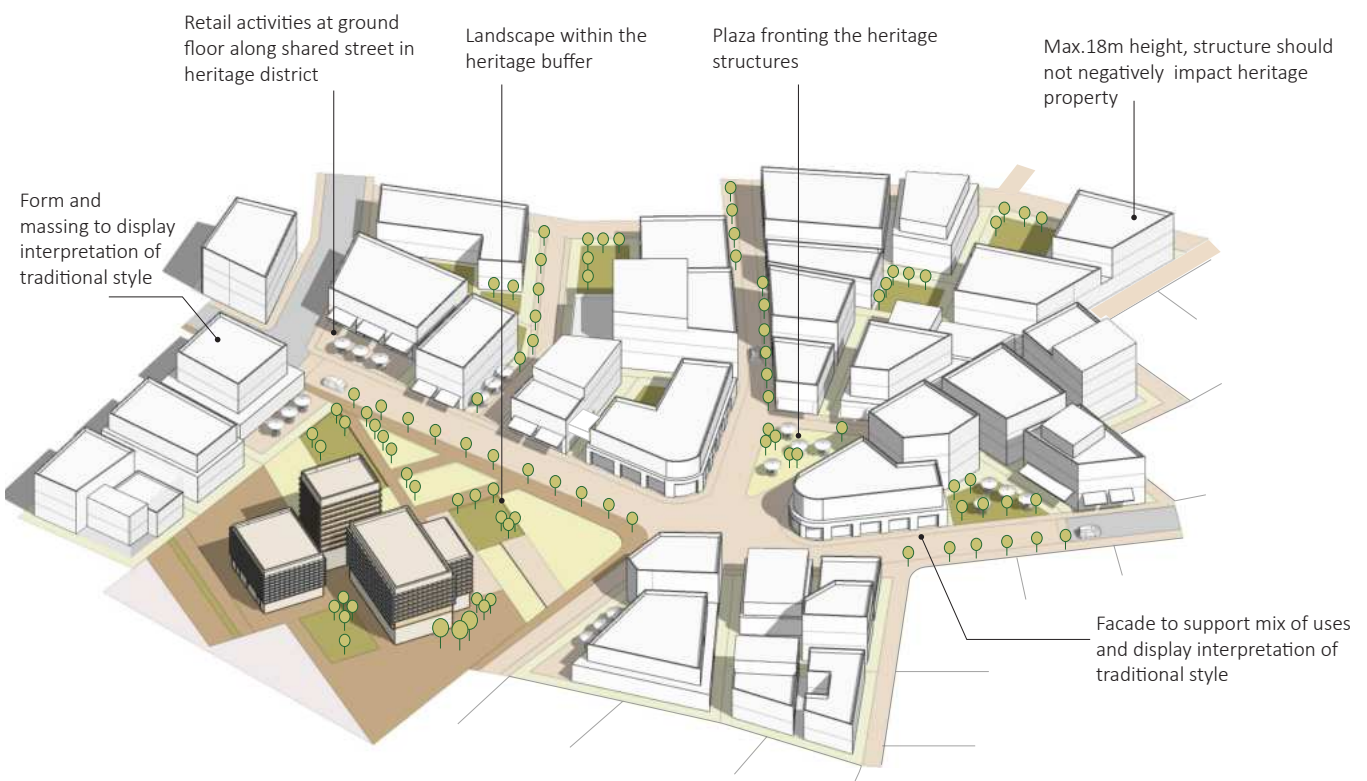 Retail activities at ground
floor along shared street in
heritage district
Landscape within the
heritage buffer
Plaza fronting the heritage
structures
Max.18m height, structure should
not negatively impact heritage
property
Form and
massing to display
interpretation of
traditional style
Facade to support mix of uses
and display interpretation of
traditional style